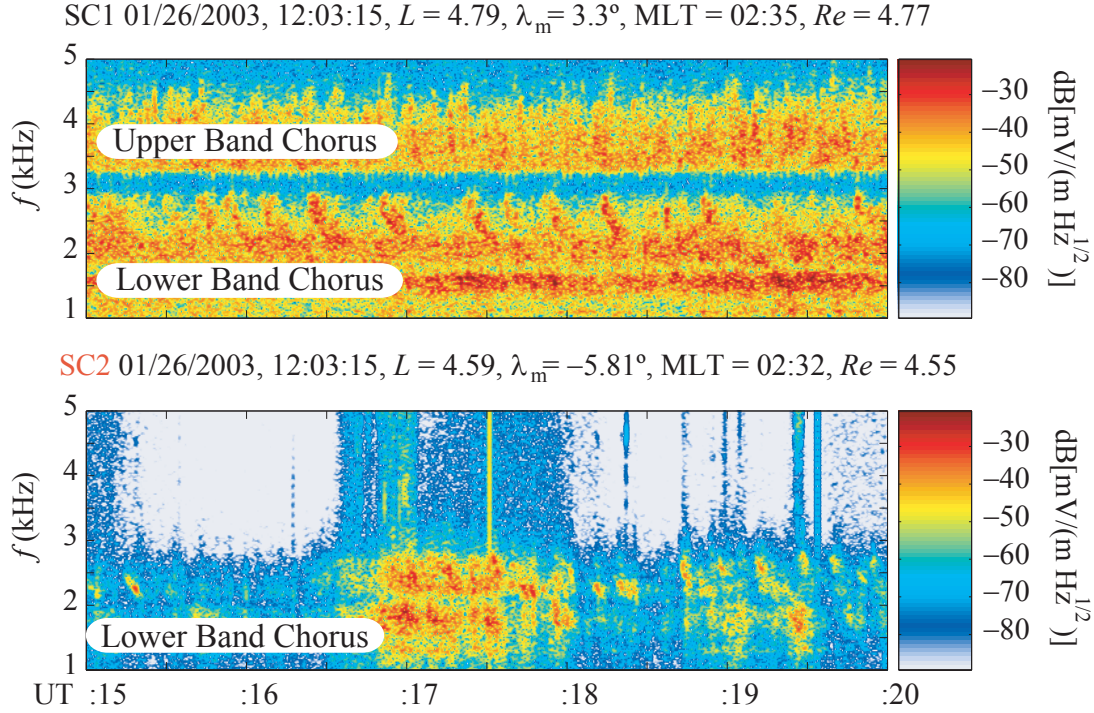 SC1 01/26/2003, 12:03:15, L = 4.79, λm = 3.3º, MLT = 02:35, Re = 4.77
5
4
3
2
1
f (kHz)
Upper Band Chorus
Lower Band Chorus
−30
−40
−50
−60
−70
−80
dB[mV/(m Hz^1/2)]
SC2 01/26/2003, 12:03:15, L = 4.59, λm = −5.81º, MLT = 02:32, Re = 4.55
5
4
3
2
1
f (kHz)
Lower Band Chorus
−30
−40
−50
−60
−70
−80
dB[mV/(m Hz^1/2)]
UT :15 :16 :17 :18 :19 :20